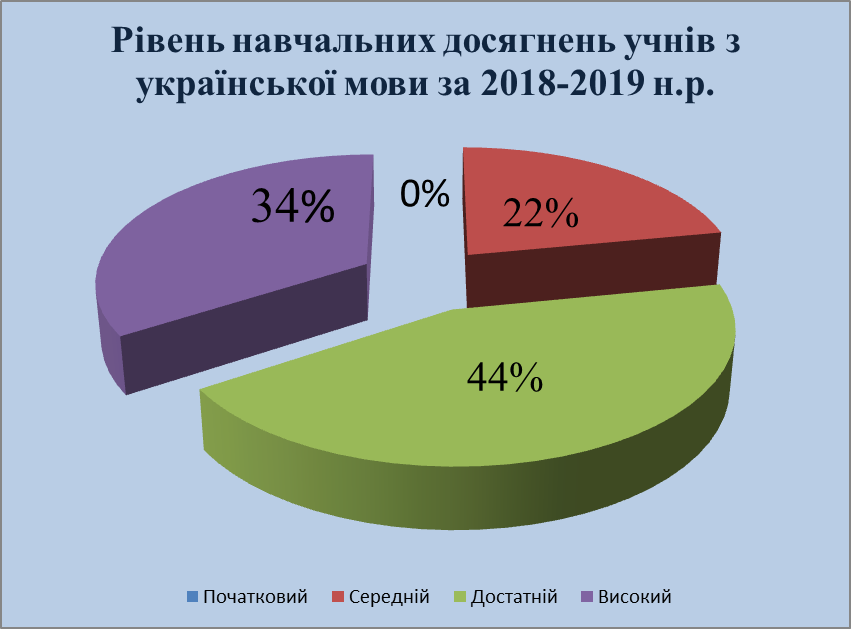 Рівень навчальних досягнень учнів з
української мови за 2018-2019 н.р.
34%
0%
22%
44%
Початковий Середній Достатній Високий